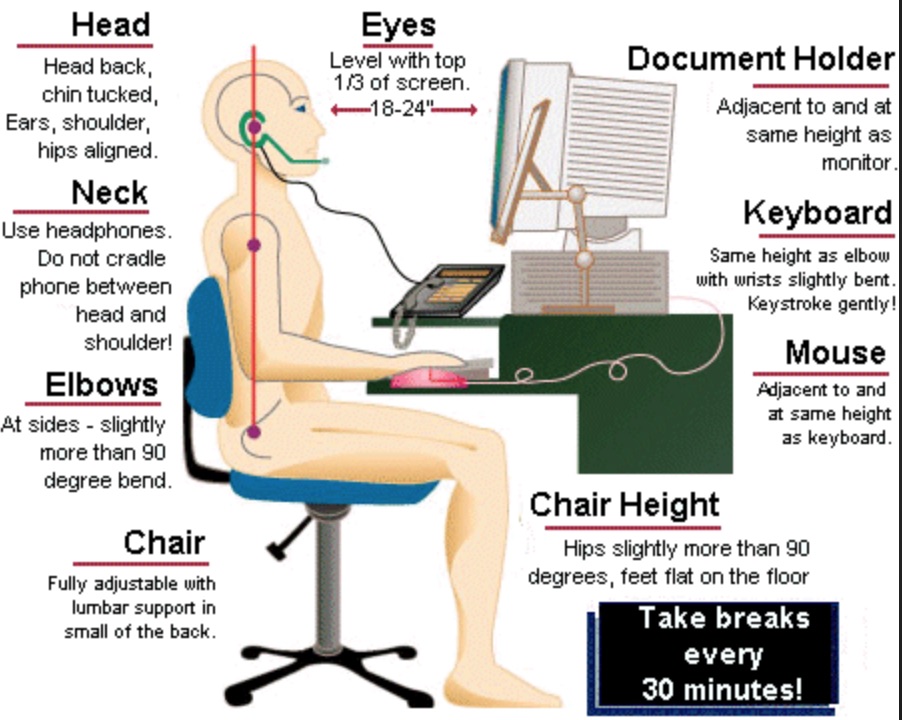 Head
Head back,
chin tucked,
Ears, shoulder,
hips aligned.
Neck
Use headphones.
Do not cradle
phone between
head and
shoulder!
Elbows
At sides - slightly
more than 90
degree bend.
Chair
Fully adjustable with
lumbar support in
small of the back.
Eyes
Level with top
1/3 of screen.
18-24"
Document Holder
Adjacent to and at
same height as
monitor.
Keyboard
Same height as elbow
with wrists slightly bent.
Keystroke gently!
Mouse
Adjacent to and
at same height
as keyboard.
Chair Height
Hips slightly more than 90
degrees, feet flat on the floor
Take breaks
every
30 minutes!